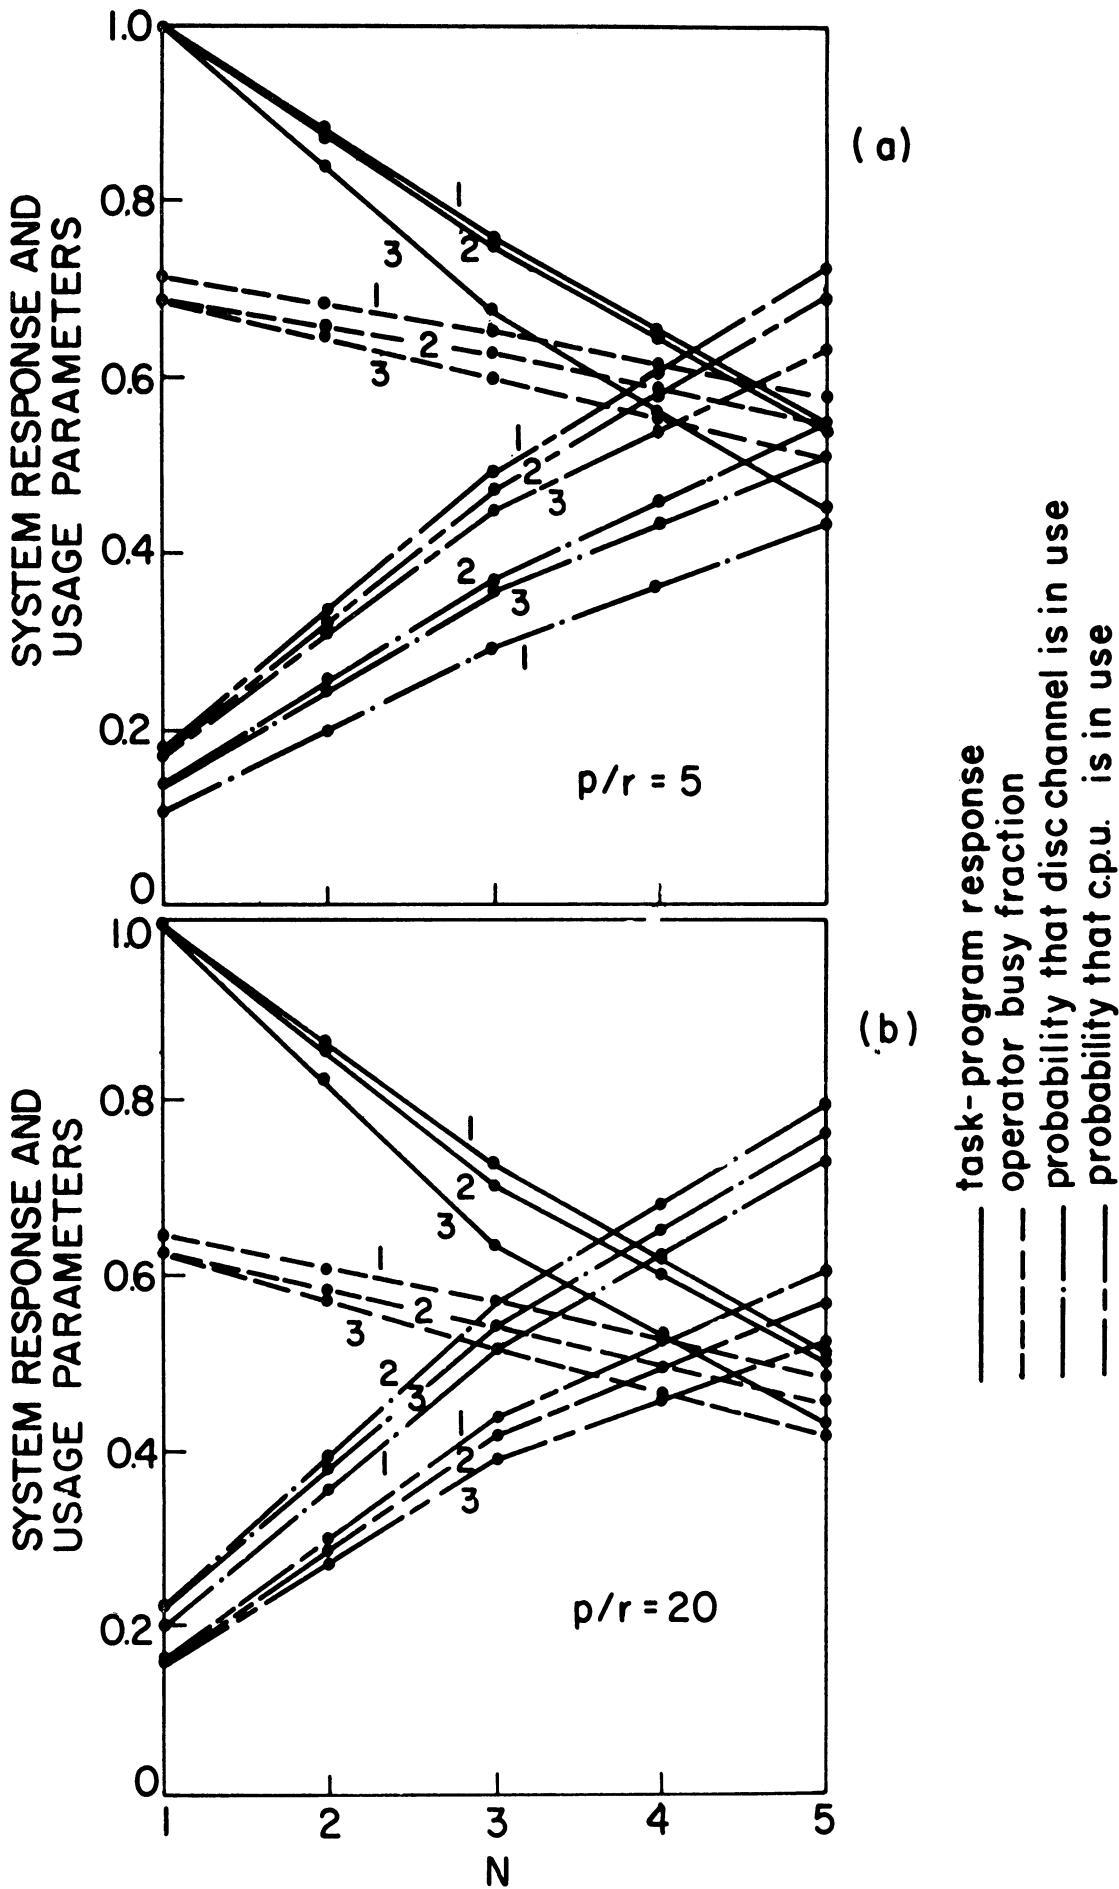 SYSTEM RESPONSE AND
USAGE PARAMETERS
1.0
0.8
0.6
0.4
0.2
0
(a)
1
2
3
1
2
3
1
2
3
2
3
1
p/r = 5
SYSTEM RESPONSE AND
USAGE PARAMETERS
1.0
0.8
0.6
0.4
0.2
0
(b)
1
2
3
1
2
3
2
3
1
1
2
3
p/r = 20
1 2 3 4 5
N
task-program response
operator busy fraction
probability that disc channel is in use
probability that c.p.u. is in use